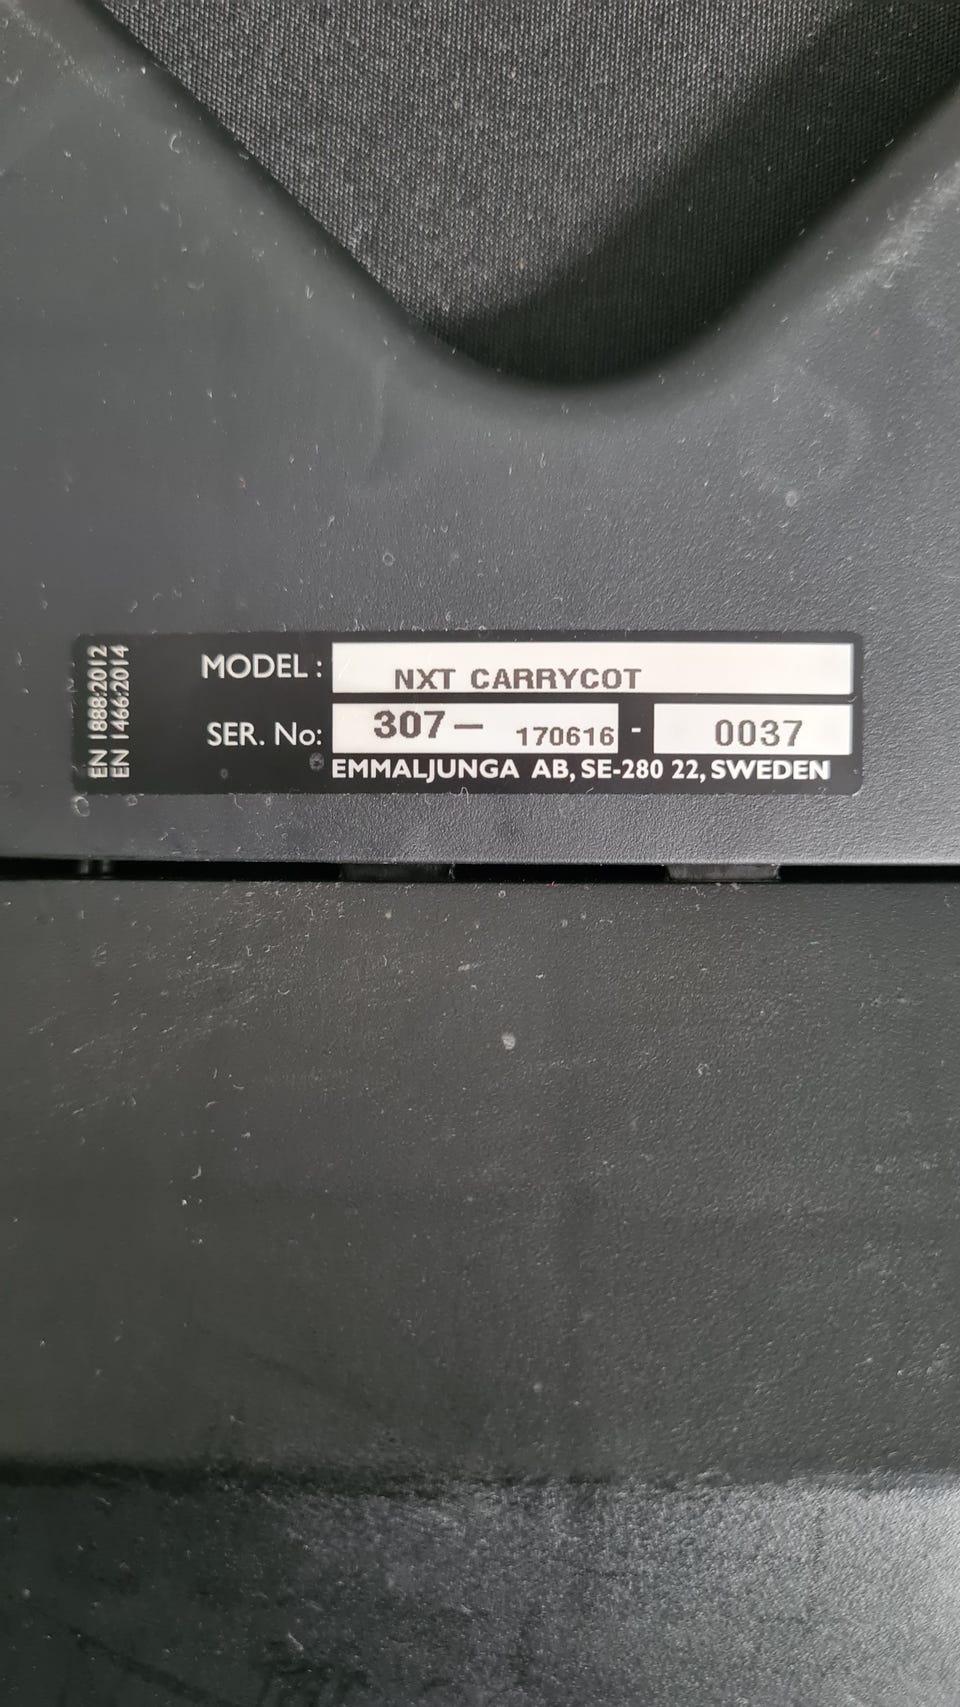 EN 1888:2012
EN 1466:2014
MODEL: NXT CARRYCOT
SER. No: 307- 170616 - 0037
EMMALJUNGA AB, SE-280 22, SWEDEN